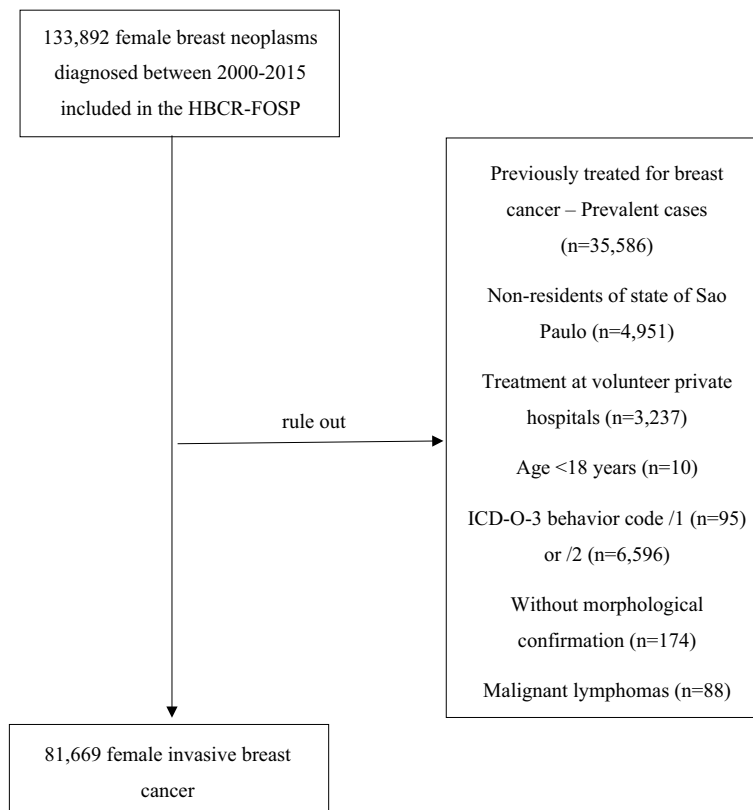 133,892 female breast neoplasms
diagnosed between 2000-2015
included in the HBCR-FOSP
Previously treated for breast
cancer – Prevalent cases
(n=35,586)
Non-residents of state of Sao
Paulo (n=4,951)
Treatment at volunteer private
hospitals (n=3,237)
rule out
Age <18 years (n=10)
ICD-O-3 behavior code /1 (n=95)
or /2 (n=6,596)
Without morphological
confirmation (n=174)
Malignant lymphomas (n=88)
81,669 female invasive breast
cancer